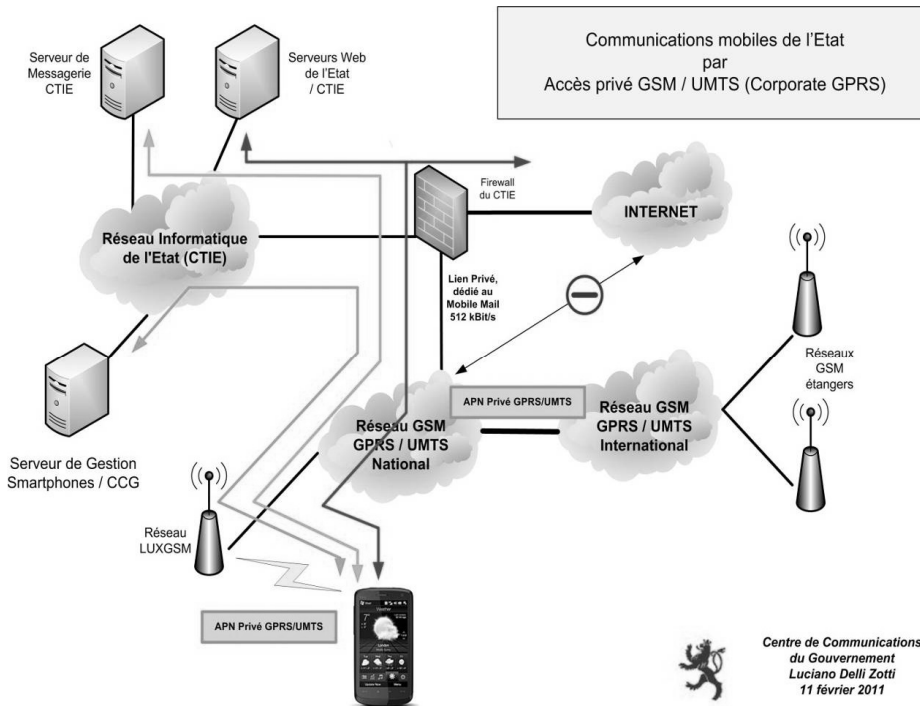 Communications mobiles de l'Etat
par
Accès privé GSM / UMTS (Corporate GPRS)
Serveur de
Messagerie
CTIE
Serveurs Web
de l'Etat
/ CTIE
Firewall
du CTIE
INTERNET
Réseau Informatique
de l'Etat (CTIE)
Lien Privé,
dédié au
Mobile Mail
512 kBit/s
Réseaux
GSM
étangers
APN Privé GPRS/UMTS
Réseau GSM
GPRS / UMTS
National
Réseau GSM
GPRS / UMTS
International
Serveur de Gestion
Smartphones / CCG
Réseau
LUXGSM
APN Privé GPRS/UMTS
Centre de Communications
du Gouvernement
Luciano Delli Zotti
11 février 2011